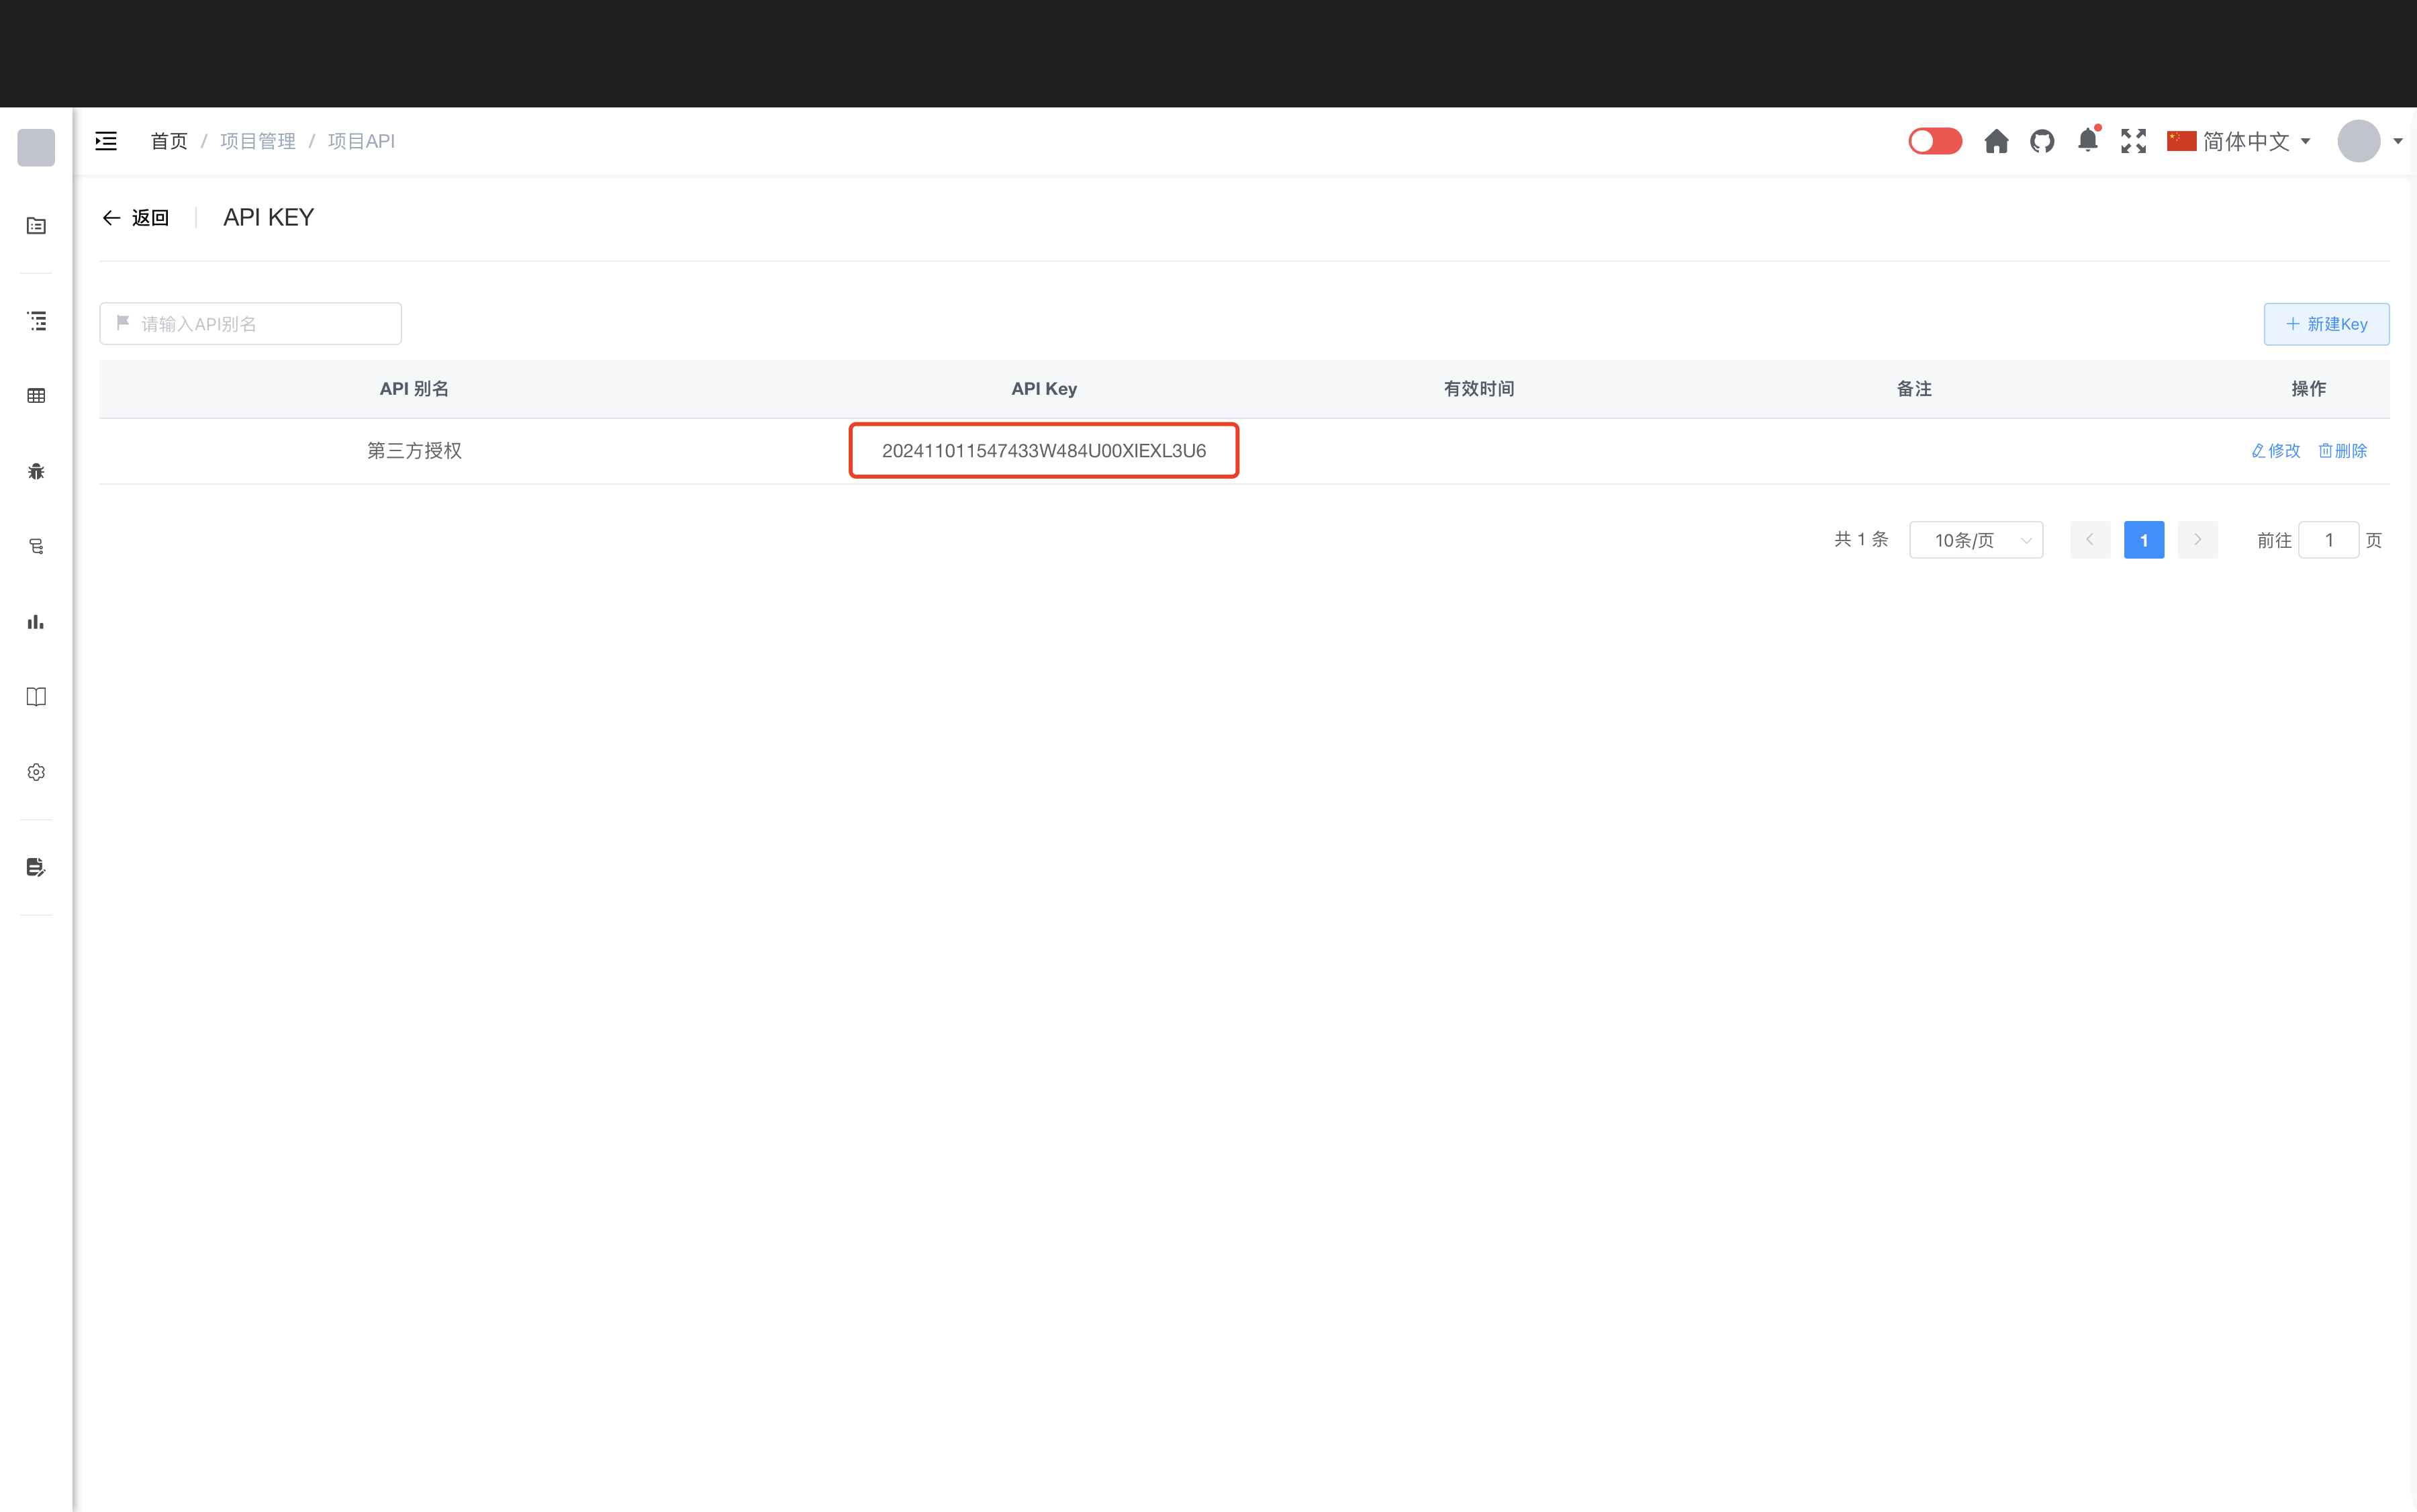 首页 / 项目管理 / 项目API
简体中文
返回
API KEY
请输入API别名
新建Key
API 别名 API Key 有效时间 备注 操作
第三方授权 202411011547433W484U00XIEXL3U6 修改 删除
共 1 条 10条/页 1 前往 1 页